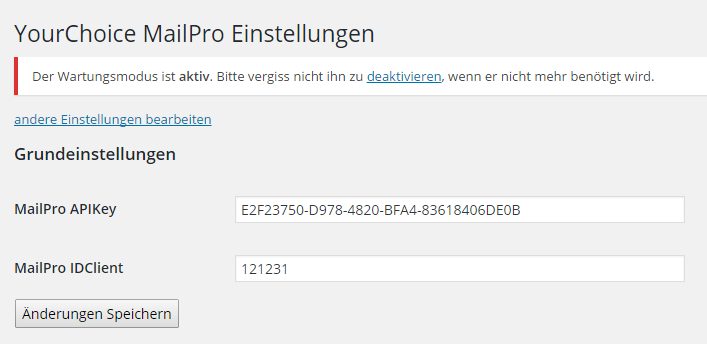 YourChoice MailPro Einstellungen
Der Wartungsmodus ist aktiv. Bitte vergiss nicht ihn zu deaktivieren, wenn er nicht mehr benötigt wird.
andere Einstellungen bearbeiten
Grundeinstellungen
MailPro APIKey E2F23750-D978-4820-BFA4-83618406DE0B
MailPro IDClient 121231
Änderungen Speichern